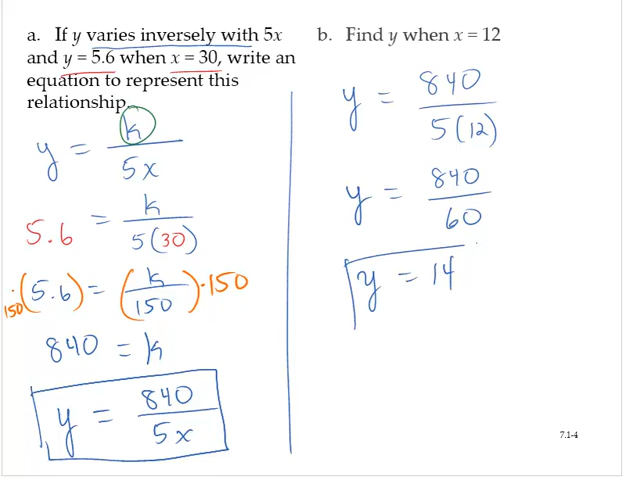 a. If y varies inversely with 5x
and y = 5.6 when x = 30, write an
equation to represent this
relationship.
y = k/5x
5.6 = k/5(30)
150·(5.6) = (k/150)·150
840 = k
y = 840/5x
b. Find y when x = 12
y = 840/5(12)
y = 840/60
y = 14
7.1-4